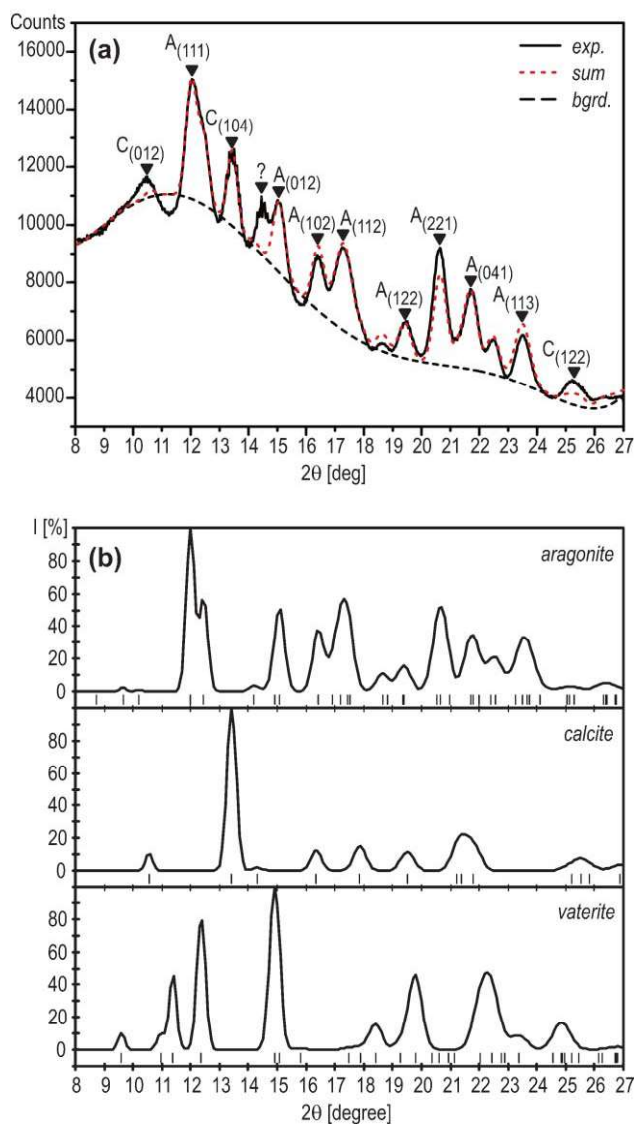 Counts
16000
14000
12000
10000
8000
6000
4000
(a)
A(111)
C(012)
C(104)
?
A(012)
A(102)
A(112)
A(122)
A(221)
A(041)
A(113)
C(122)
exp.
sum
bgrd.
8 9 10 11 12 13 14 15 16 17 18 19 20 21 22 23 24 25 26 27
2θ [deg]
I [%]
(b)
aragonite
80
60
40
20
0
calcite
80
60
40
20
0
vaterite
80
60
40
20
0
8 9 10 11 12 13 14 15 16 17 18 19 20 21 22 23 24 25 26 27
2θ [degree]